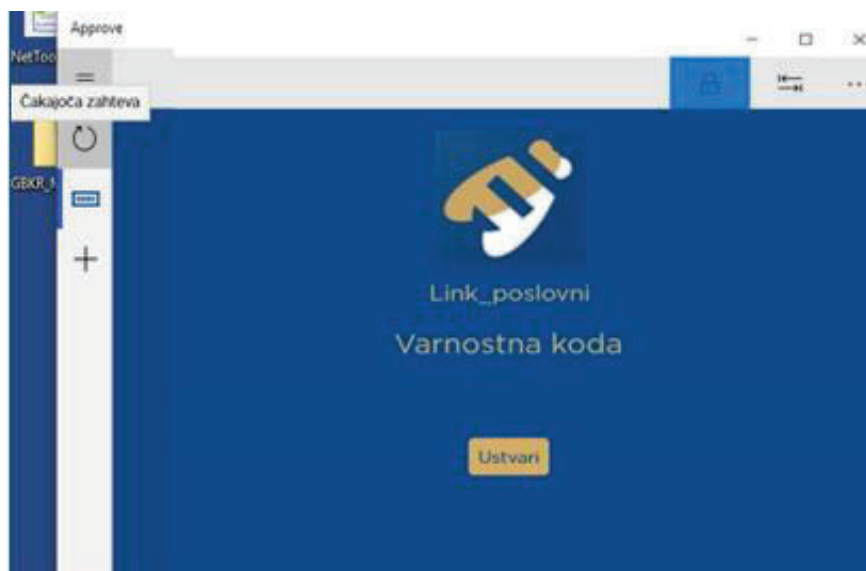 Approve
NetToo
Čakajoča zahteva
GBKR_
Link_poslovni
Varnostna koda
Ustvari